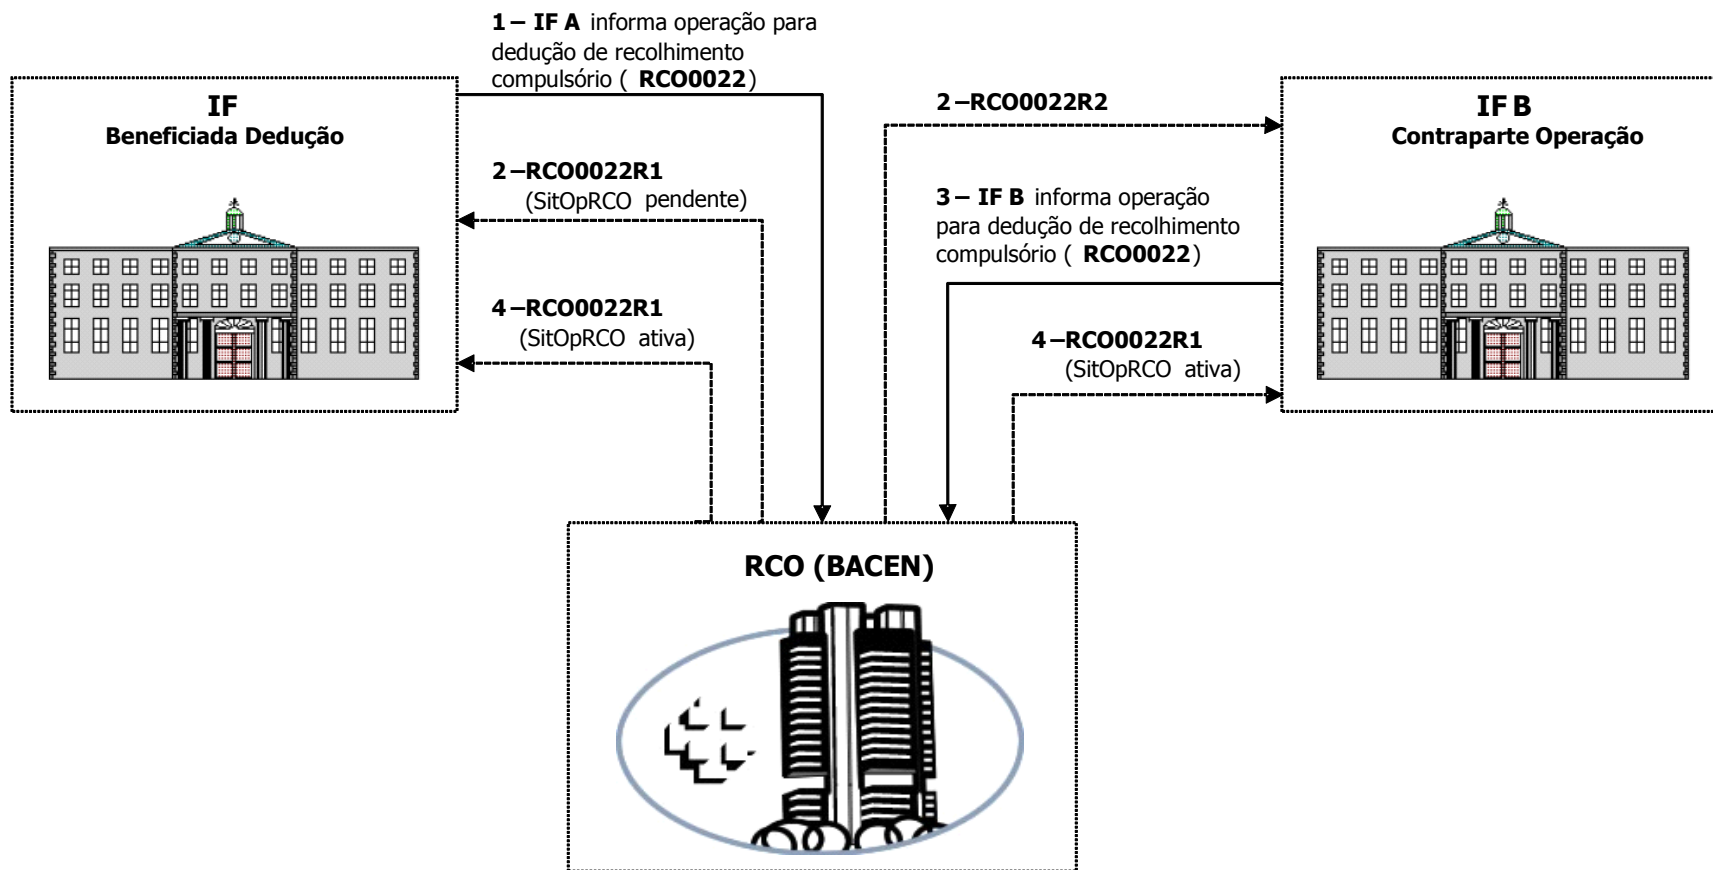 1 – IF A informa operação para
dedução de recolhimento
compulsório ( RCO0022)
IF
Beneficiada Dedução
2 –RCO0022R1
(SitOpRCO pendente)
4 –RCO0022R1
(SitOpRCO ativa)
2 –RCO0022R2
3 – IF B informa operação
para dedução de recolhimento
compulsório ( RCO0022)
4 –RCO0022R1
(SitOpRCO ativa)
IF B
Contraparte Operação
RCO (BACEN)